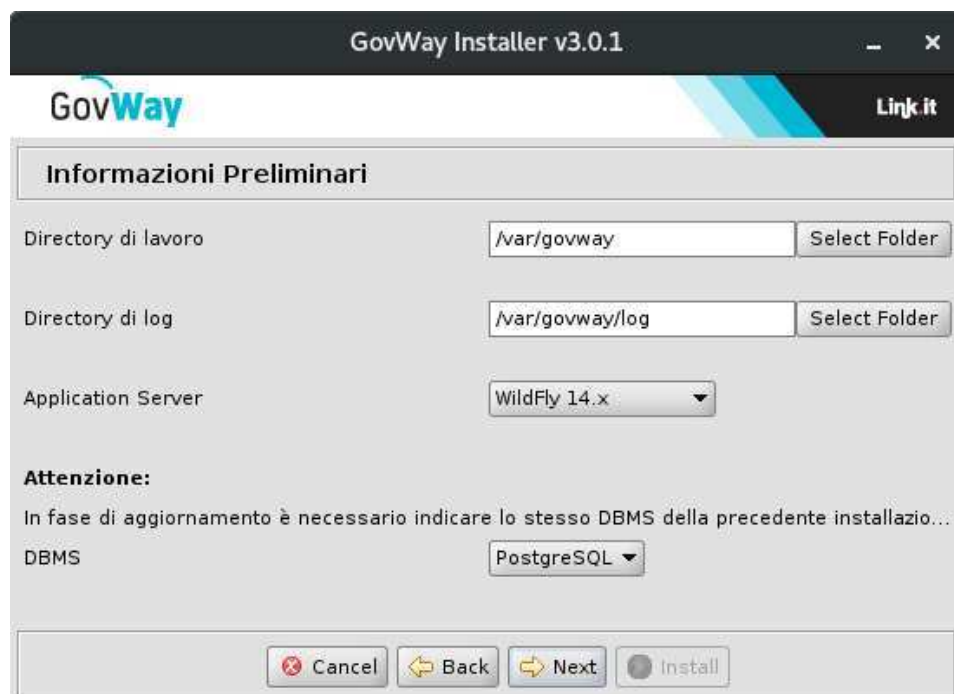 GovWay Installer v3.0.1
GovWay
Link.it
Informazioni Preliminari
Directory di lavoro
/var/govway
Select Folder
Directory di log
/var/govway/log
Select Folder
Application Server
WildFly 14.x
Attenzione:
In fase di aggiornamento è necessario indicare lo stesso DBMS della precedente installazio...
DBMS
PostgreSQL
Cancel
Back
Next
Install